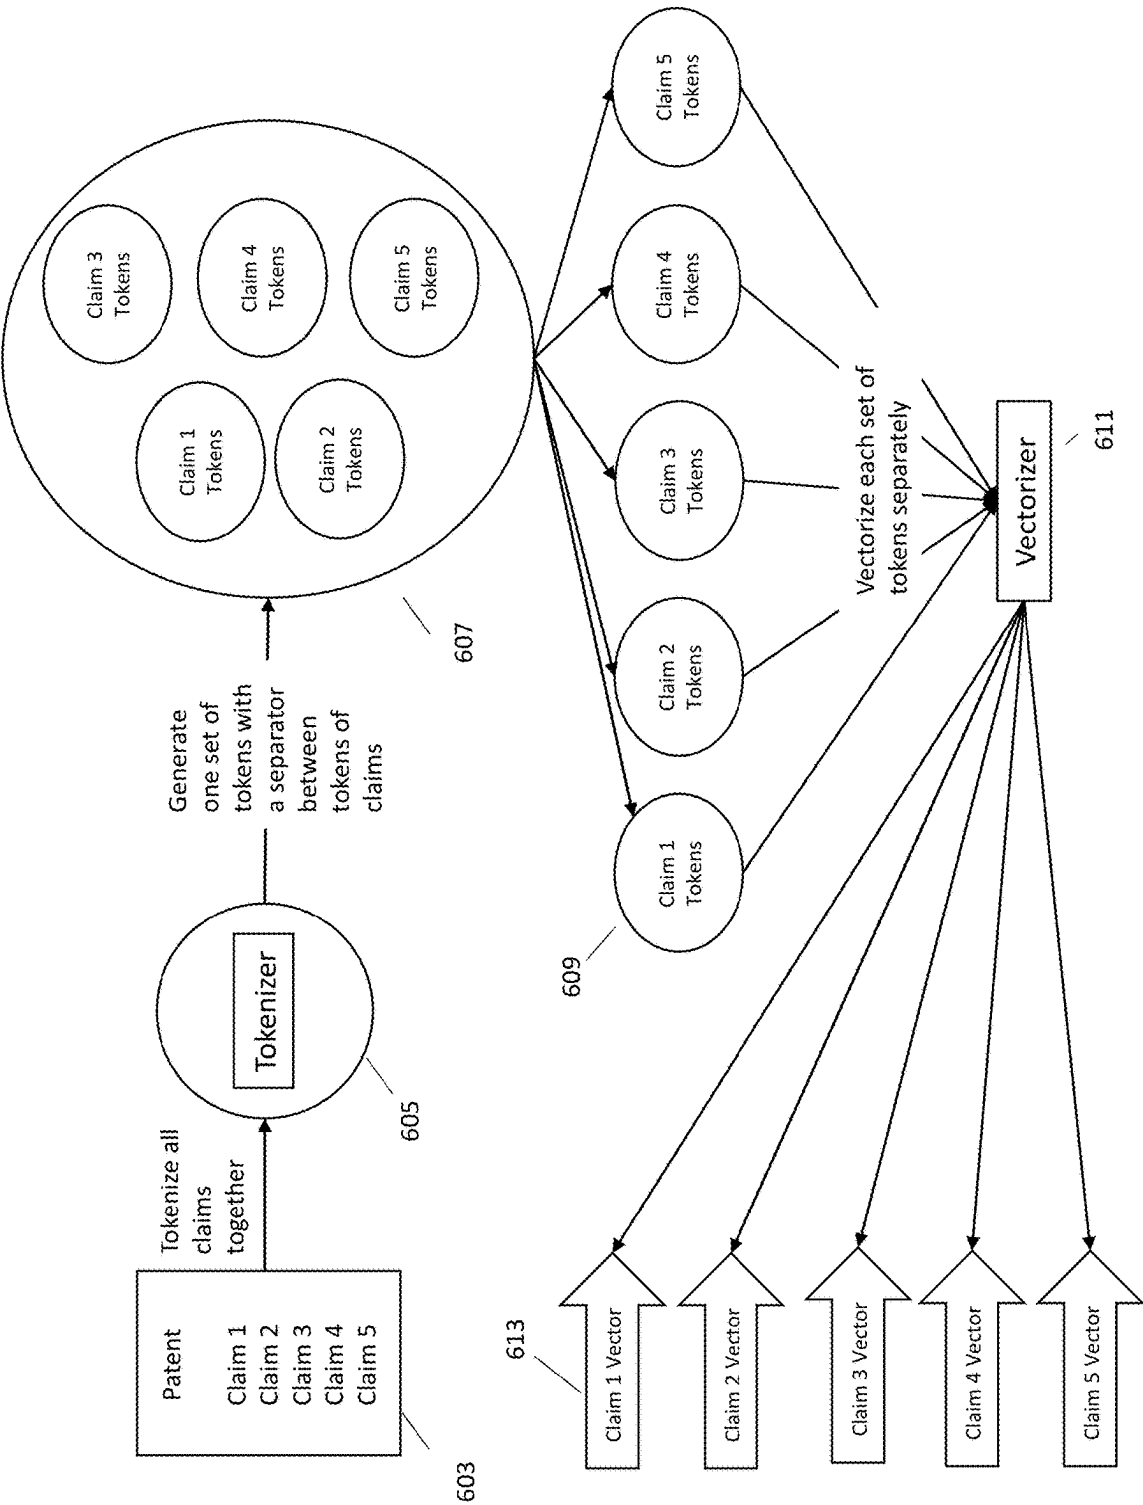 Patent
Claim 1
Claim 2
Claim 3
Claim 4
Claim 5
603
Tokenize all
claims
together
Tokenizer
605
Generate
one set of
tokens with
a separator
between
tokens of
claims
607
Claim 1
Tokens
Claim 2
Tokens
Claim 3
Tokens
Claim 4
Tokens
Claim 5
Tokens
609
Claim 1
Tokens
Claim 2
Tokens
Claim 3
Tokens
Claim 4
Tokens
Claim 5
Tokens
Vectorize each set of
tokens separately
Vectorizer
611
613
Claim 1 Vector
Claim 2 Vector
Claim 3 Vector
Claim 4 Vector
Claim 5 Vector